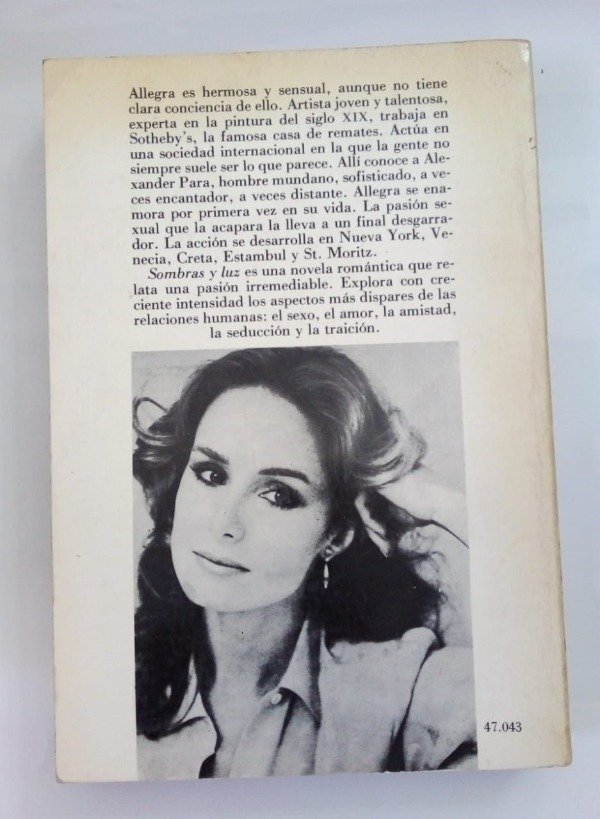 Allegra es hermosa y sensual, aunque no tiene
clara conciencia de ello. Artista joven y talentosa,
experta en la pintura del siglo XIX, trabaja en
Sotheby's, la famosa casa de remates. Actúa en
una sociedad internacional en la que la gente no
siempre suele ser lo que parece. Allí conoce a Ale-
xander Para, hombre mundano, sofisticado, a ve-
ces encantador, a veces distante. Allegra se ena-
mora por primera vez en su vida. La pasión se-
xual que la acapara la lleva a un final desgarra-
dor. La acción se desarrolla en Nueva York, Ve-
necia, Creta, Estambul y St. Moritz.
Sombras y luz es una novela romántica que re-
lata una pasión irremediable. Explora con cre-
ciente intensidad los aspectos más dispares de las
relaciones humanas: el sexo, el amor, la amistad,
la seducción y la traición.
47.043